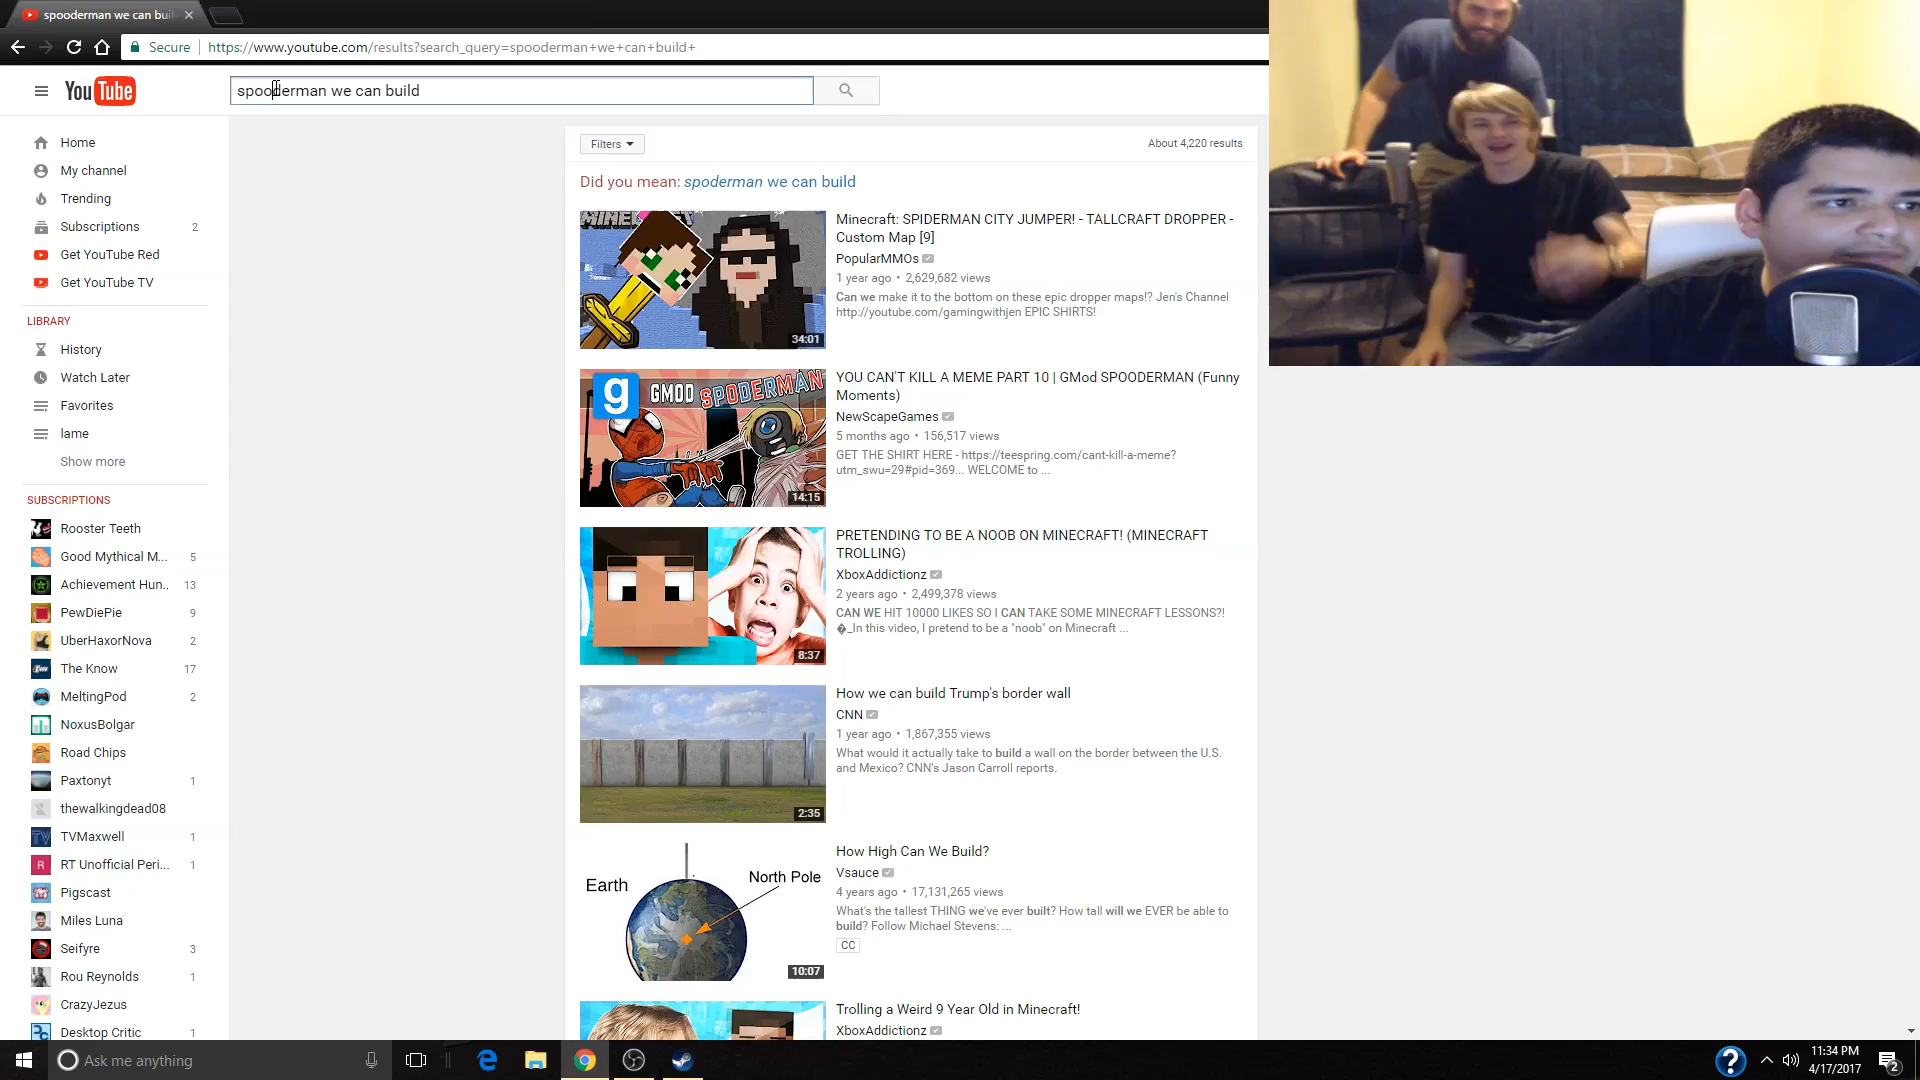 spooderman we can bui
Secure
https://www.youtube.com/results?search_query=spooderman+we+can+build+
YouTube
spooderman we can build
Home
My channel
Trending
Subscriptions 2
Get YouTube Red
Get YouTube TV
LIBRARY
History
Watch Later
Favorites
lame
Show more
SUBSCRIPTIONS
Rooster Teeth
Good Mythical M... 5
Achievement Hun.. 13
PewDiePie 9
UberHaxorNova 2
The Know 17
MeltingPod 2
NoxusBolgar
Road Chips
Paxtonyt 1
thewalkingdead08
TVMaxwell 1
R RT Unofficial Peri... 1
Pigscast
Miles Luna
Seifyre 3
Rou Reynolds 1
CrazyJezus
Desktop Critic 1
Filters
About 4,220 results
Did you mean: spoderman we can build
MINECRAFT
34:01
Minecraft: SPIDERMAN CITY JUMPER! - TALLCRAFT DROPPER -
Custom Map [9]
PopularMMOs
1 year ago • 2,629,682 views
Can we make it to the bottom on these epic dropper maps!? Jen's Channel
http://youtube.com/gamingwithjen EPIC SHIRTS!
g GMOD SPODERMAN
14:15
YOU CAN'T KILL A MEME PART 10 | GMod SPOODERMAN (Funny
Moments)
NewScapeGames
5 months ago • 156,517 views
GET THE SHIRT HERE - https://teespring.com/cant-kill-a-meme?
utm_swu=29#pid=369... WELCOME to ...
8:37
PRETENDING TO BE A NOOB ON MINECRAFT! (MINECRAFT
TROLLING)
XboxAddictionz
2 years ago • 2,499,378 views
CAN WE HIT 10000 LIKES SO I CAN TAKE SOME MINECRAFT LESSONS?!
�_In this video, I pretend to be a "noob" on Minecraft ...
2:35
How we can build Trump's border wall
CNN
1 year ago • 1,867,355 views
What would it actually take to build a wall on the border between the U.S.
and Mexico? CNN's Jason Carroll reports.
Earth
North Pole
10:07
How High Can We Build?
Vsauce
4 years ago • 17,131,265 views
What's the tallest THING we've ever built? How tall will we EVER be able to
build? Follow Michael Stevens: ...
CC
Trolling a Weird 9 Year Old in Minecraft!
XboxAddictionz
Ask me anything
11:34 PM
4/17/2017
2